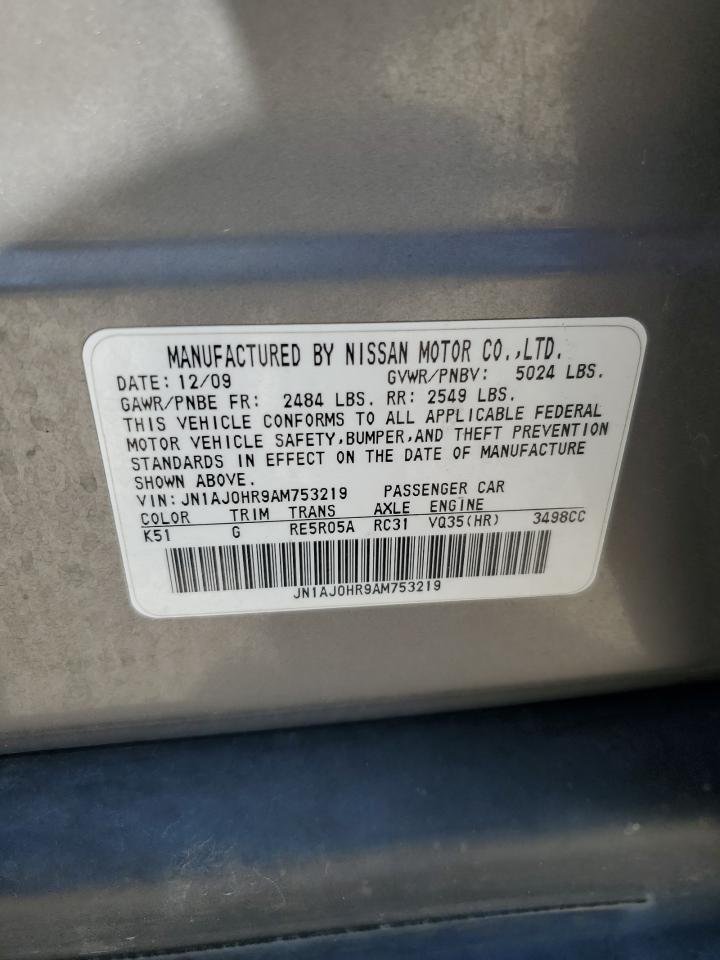 MANUFACTURED BY NISSAN MOTOR CO.,LTD.
DATE: 12/09 GVWR/PNBV: 5024 LBS.
GAWR/PNBE FR: 2484 LBS. RR: 2549 LBS.
THIS VEHICLE CONFORMS TO ALL APPLICABLE FEDERAL
MOTOR VEHICLE SAFETY,BUMPER,AND THEFT PREVENTION
STANDARDS IN EFFECT ON THE DATE OF MANUFACTURE
SHOWN ABOVE.
VIN: JN1AJ0HR9AM753219 PASSENGER CAR
COLOR TRIM TRANS AXLE ENGINE
K51 G RE5R05A RC31 VQ35(HR) 3498CC
JN1AJ0HR9AM753219